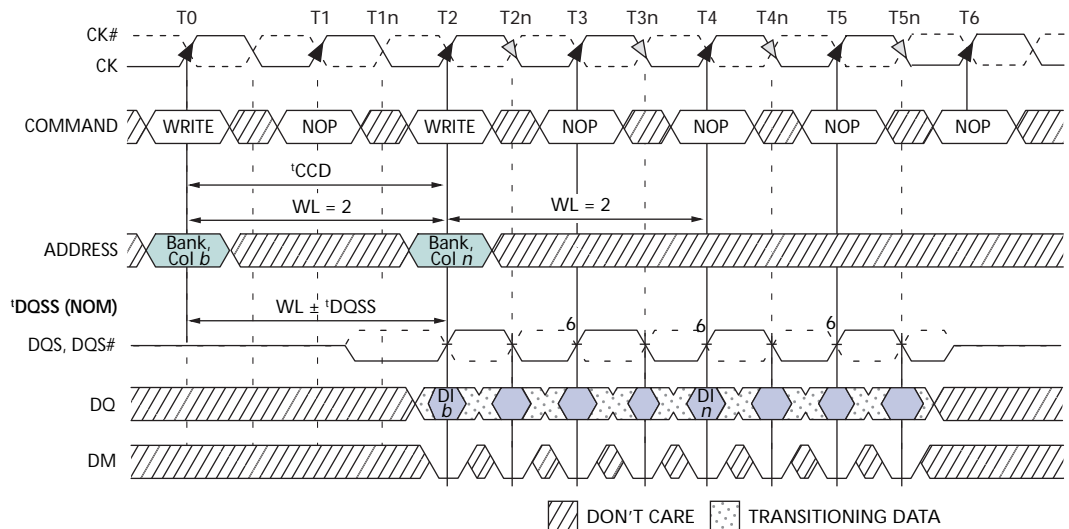 T0 T1 T1n T2 T2n T3 T3n T4 T4n T5 T5n T6
CK#
CK
COMMAND WRITE NOP WRITE NOP NOP NOP NOP
tCCD
WL = 2 WL = 2
ADDRESS Bank, Col b Bank, Col n
tDQSS (NOM) WL ± tDQSS
6 6 6
DQS, DQS#
DQ DI b DI n
DM
DON'T CARE TRANSITIONING DATA